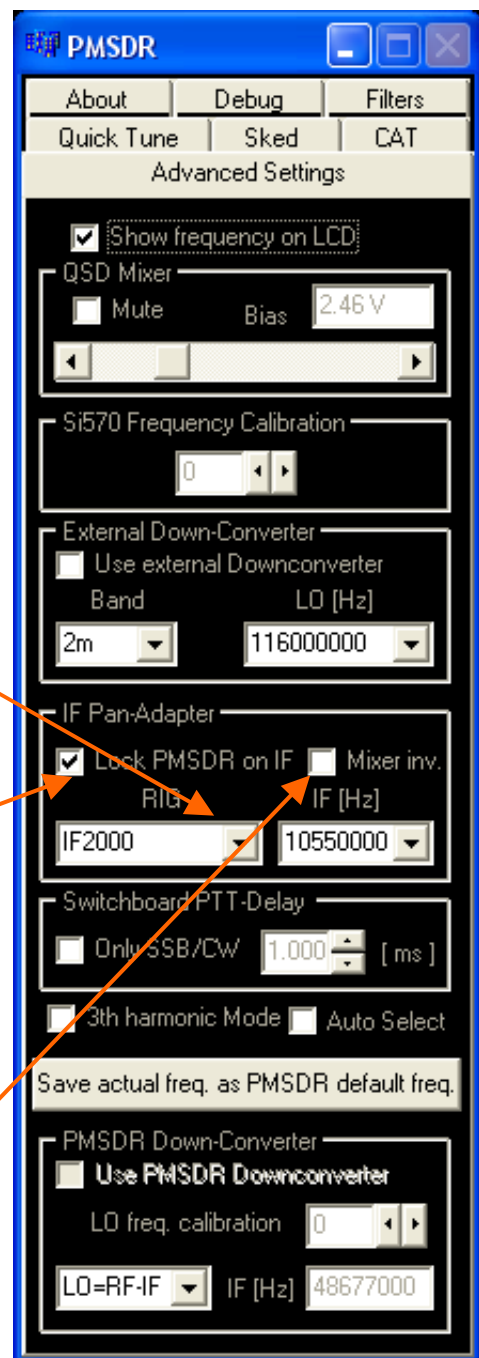 PMSDR
About Debug Filters
Quick Tune Sked CAT
Advanced Settings
Show frequency on LCD
QSD Mixer
Mute Bias 2.46 V
Si570 Frequency Calibration
0
External Down-Converter
Use external Downconverter
Band LO [Hz]
2m 116000000
IF Pan-Adapter
Lock PMSDR on IF Mixer inv.
RIG IF [Hz]
IF2000 10550000
Switchboard PTT-Delay
Only SSB/CW 1.000 [ ms ]
3th harmonic Mode Auto Select
Save actual freq. as PMSDR default freq.
PMSDR Down-Converter
Use PMSDR Downconverter
LO freq. calibration 0
LO=RF-IF IF [Hz] 48677000